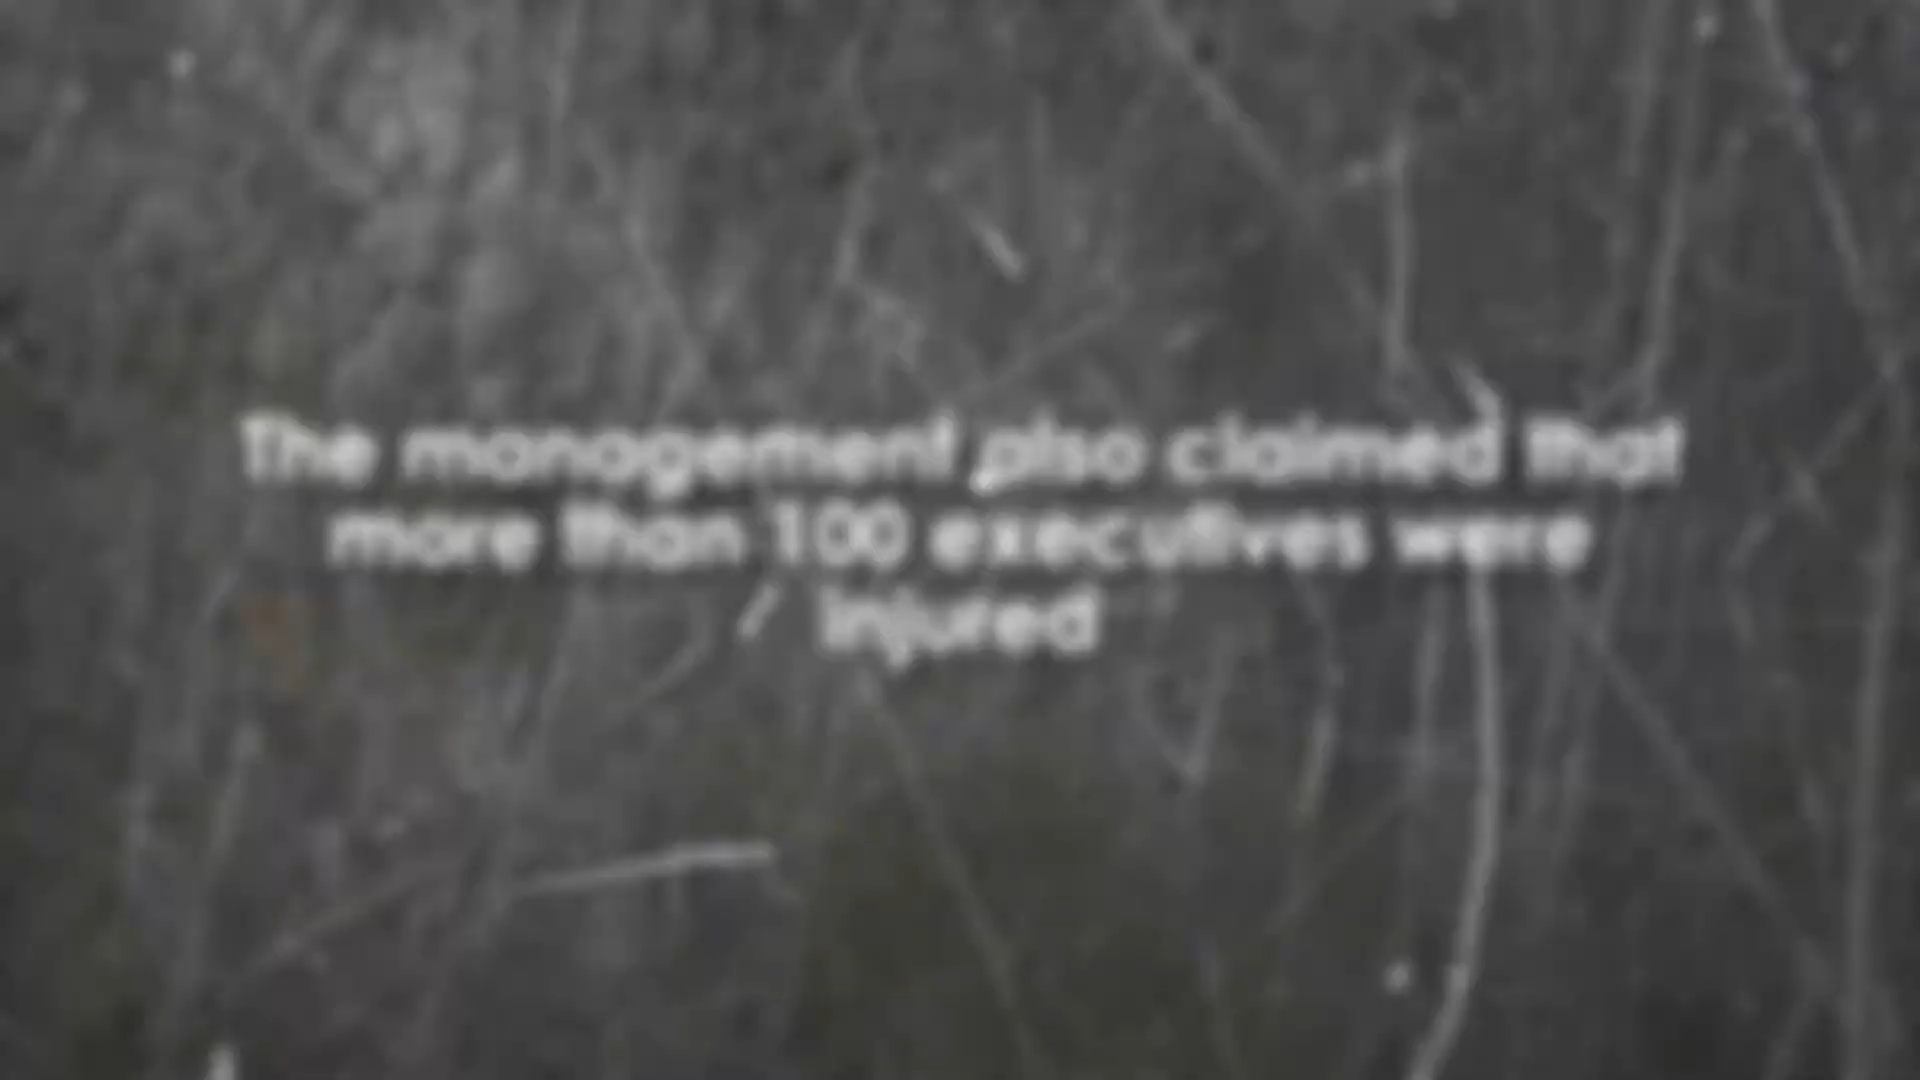 The management also claimed that
more than 100 executives were
injured